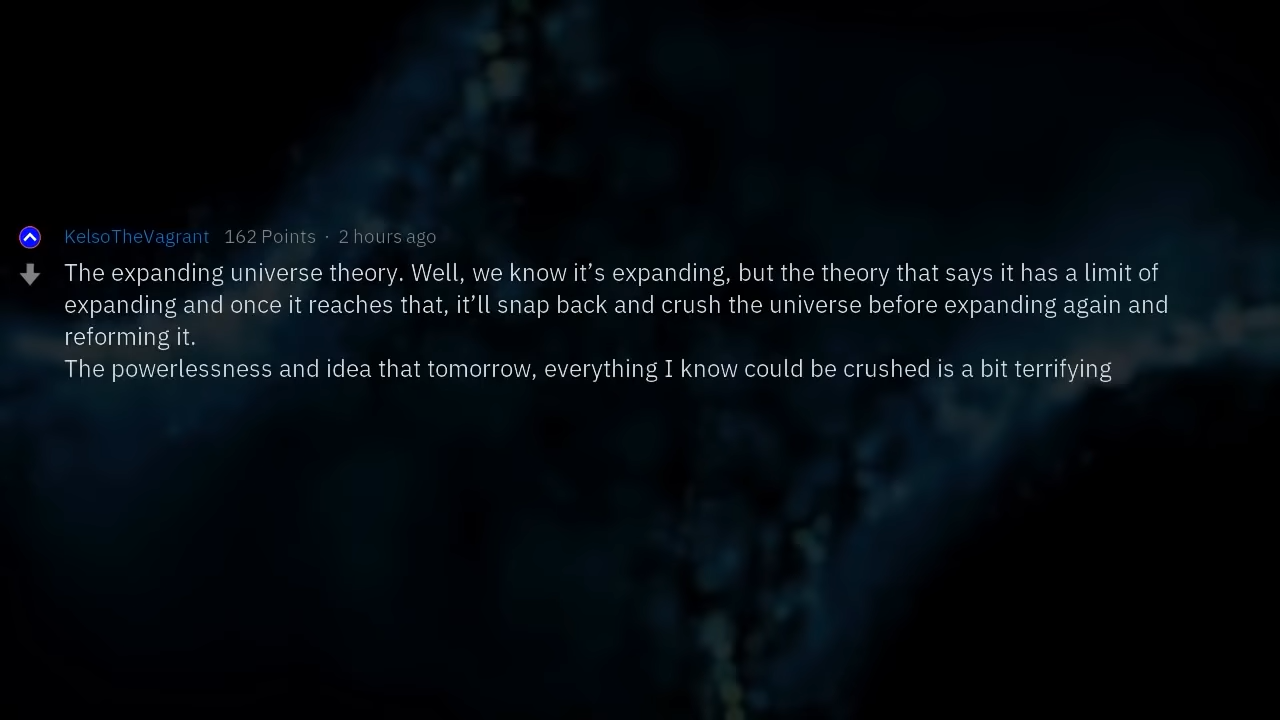 KelsoTheVagrant 162 Points · 2 hours ago
The expanding universe theory. Well, we know it’s expanding, but the theory that says it has a limit of
expanding and once it reaches that, it’ll snap back and crush the universe before expanding again and
reforming it.
The powerlessness and idea that tomorrow, everything I know could be crushed is a bit terrifying